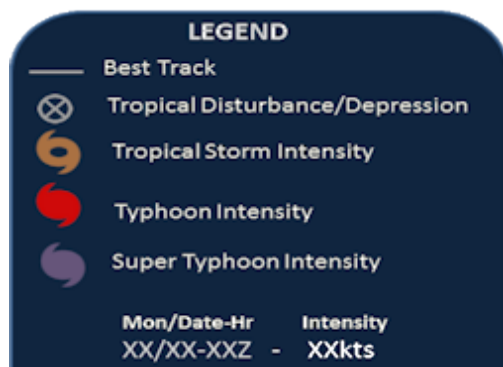 LEGEND
Best Track
Tropical Disturbance/Depression
Tropical Storm Intensity
Typhoon Intensity
Super Typhoon Intensity
Mon/Date-Hr Intensity
XX/XX-XXZ - XXkts